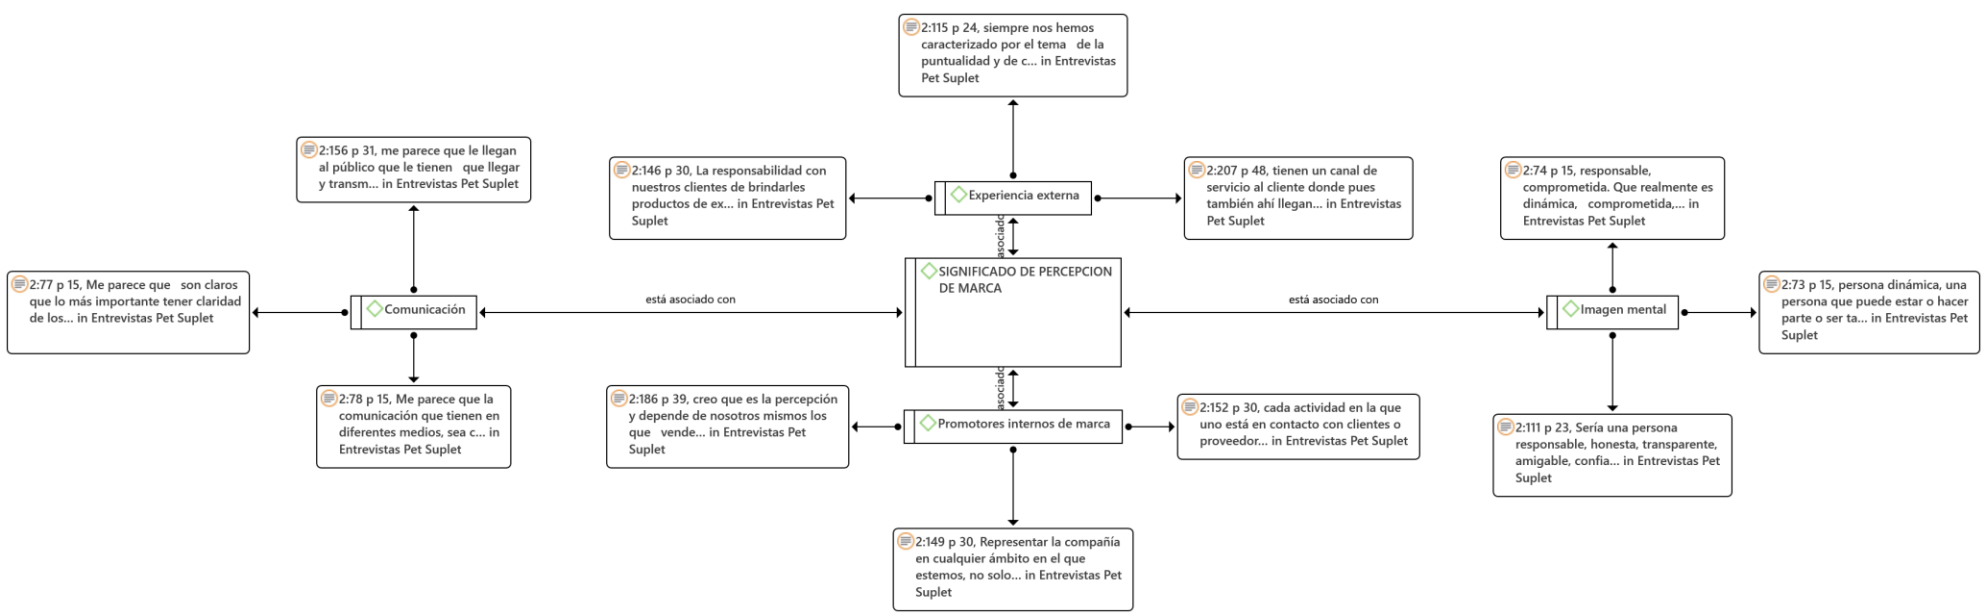 2:115 p 24, siempre nos hemos
caracterizado por el tema de la
puntualidad y de c... in Entrevistas
Pet Suplet
2:156 p 31, me parece que le llegan
al público que le tienen que llegar
y transm... in Entrevistas Pet Suplet
2:146 p 30, La responsabilidad con
nuestros clientes de brindarles
productos de ex... in Entrevistas Pet
Suplet
Experiencia externa
2:207 p 48, tienen un canal de
servicio al cliente donde pues
también ahí llegan... in Entrevistas
Pet Suplet
2:74 p 15, responsable,
comprometida. Que realmente es
dinámica, comprometida,... in
Entrevistas Pet Suplet
asociado
2:77 p 15, Me parece que son claros
que lo más importante tener claridad
de los... in Entrevistas Pet Suplet
Comunicación
está asociado con
SIGNIFICADO DE PERCEPCION
DE MARCA
está asociado con
Imagen mental
2:73 p 15, persona dinámica, una
persona que puede estar o hacer
parte o ser ta... in Entrevistas Pet
Suplet
asociado
2:78 p 15, Me parece que la
comunicación que tienen en
diferentes medios, sea c... in
Entrevistas Pet Suplet
2:186 p 39, creo que es la percepción
y depende de nosotros mismos los
que vende... in Entrevistas Pet
Suplet
Promotores internos de marca
2:152 p 30, cada actividad en la que
uno está en contacto con clientes o
proveedor... in Entrevistas Pet Suplet
2:111 p 23, Sería una persona
responsable, honesta, transparente,
amigable, confia... in Entrevistas Pet
Suplet
2:149 p 30, Representar la compañía
en cualquier ámbito en el que
estemos, no solo... in Entrevistas Pet
Suplet